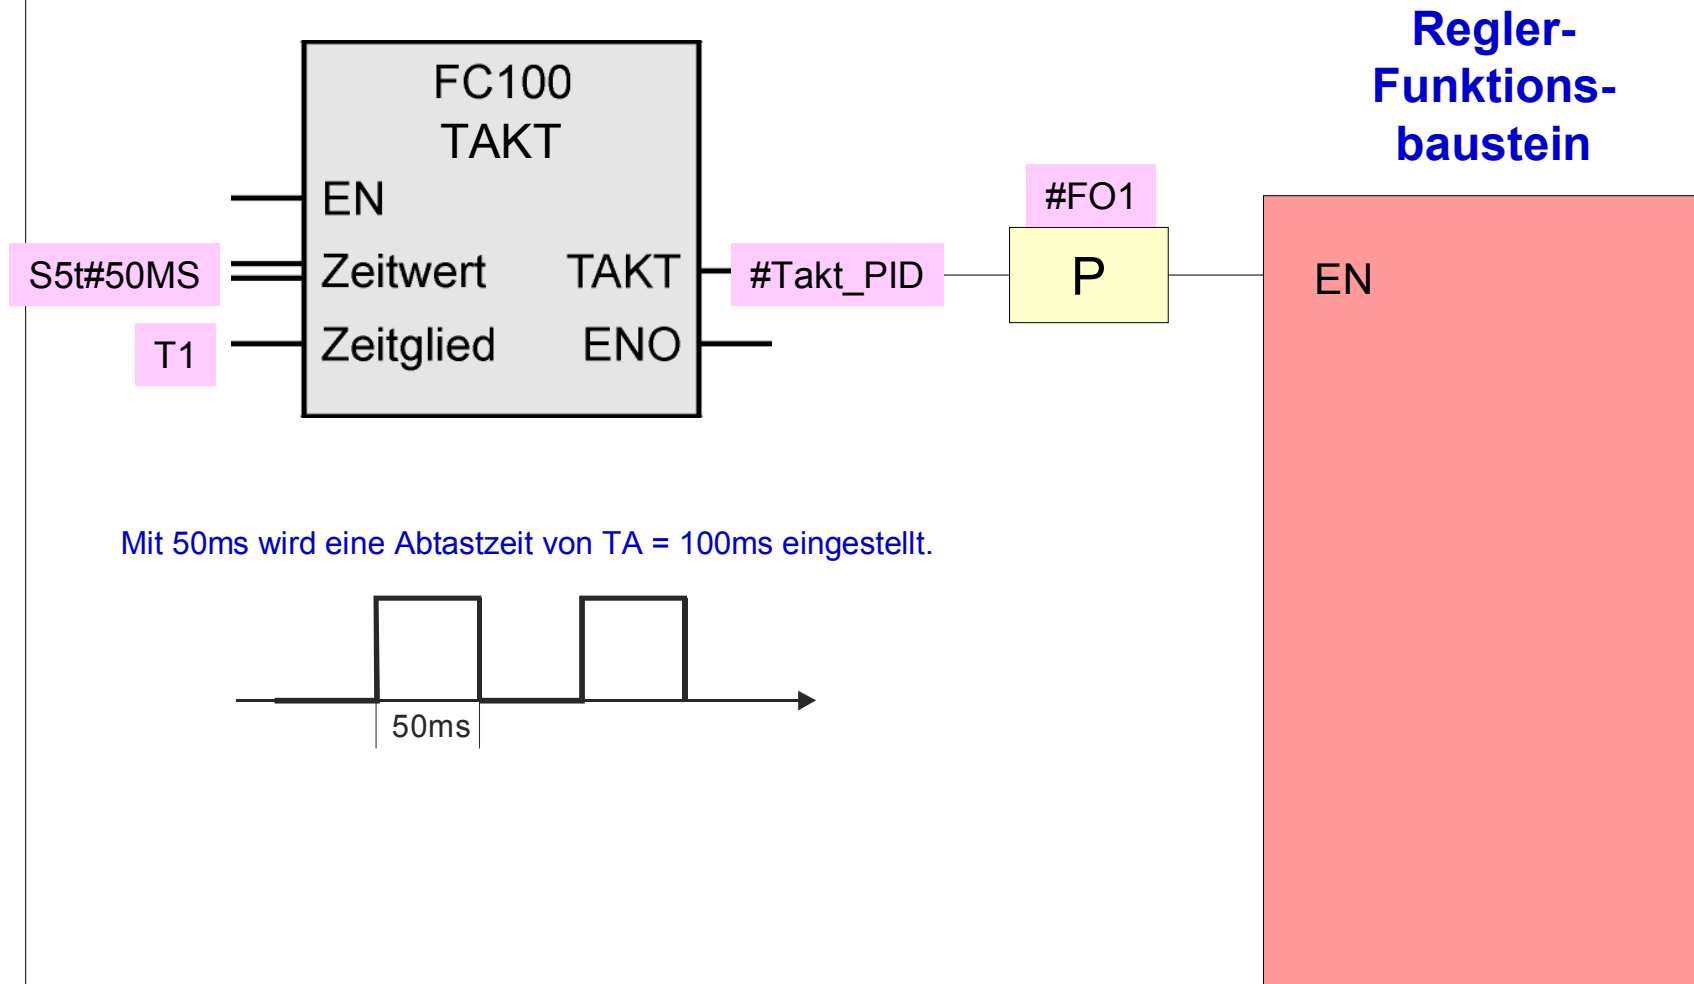 Regler-
Funktions-
baustein
FC100
TAKT
EN
S5t#50MS
Zeitwert
TAKT
#Takt_PID
#FO1
P
EN
T1
Zeitglied
ENO
Mit 50ms wird eine Abtastzeit von TA = 100ms eingestellt.
50ms